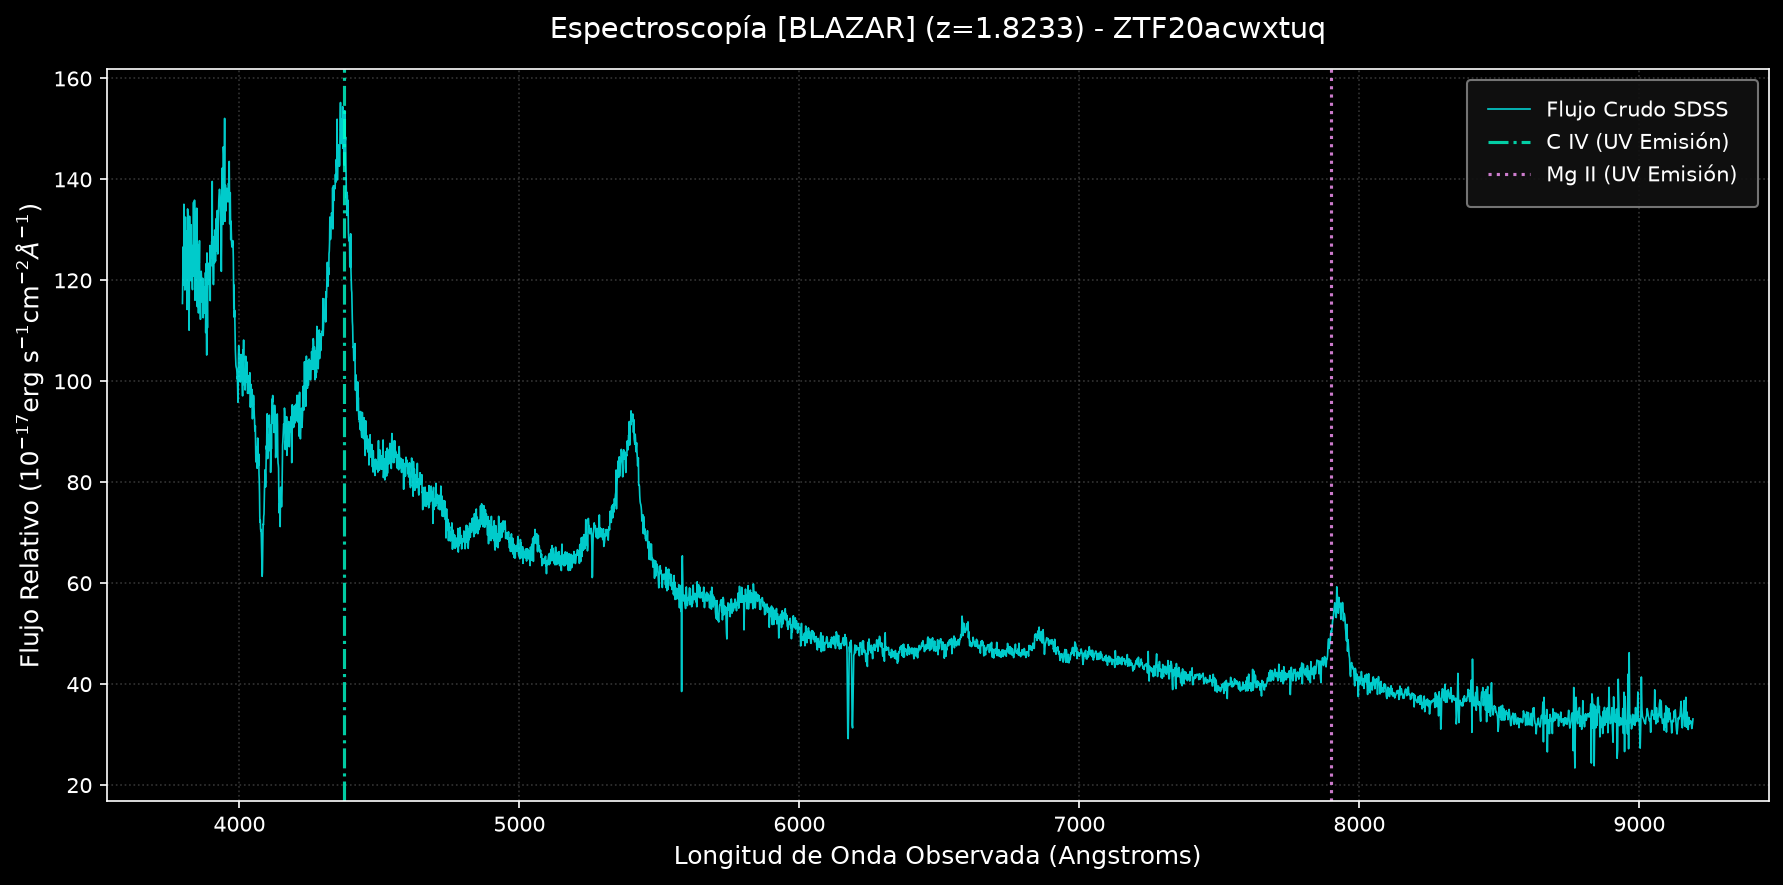 Espectroscopía [BLAZAR] (z=1.8233) - ZTF20acwxtuq
Flujo Crudo SDSS
C IV (UV Emisión)
Mg II (UV Emisión)
Flujo Relativo (10⁻¹⁷erg s⁻¹cm⁻²Å⁻¹)
160
140
120
100
80
60
40
20
4000 5000 6000 7000 8000 9000
Longitud de Onda Observada (Angstroms)